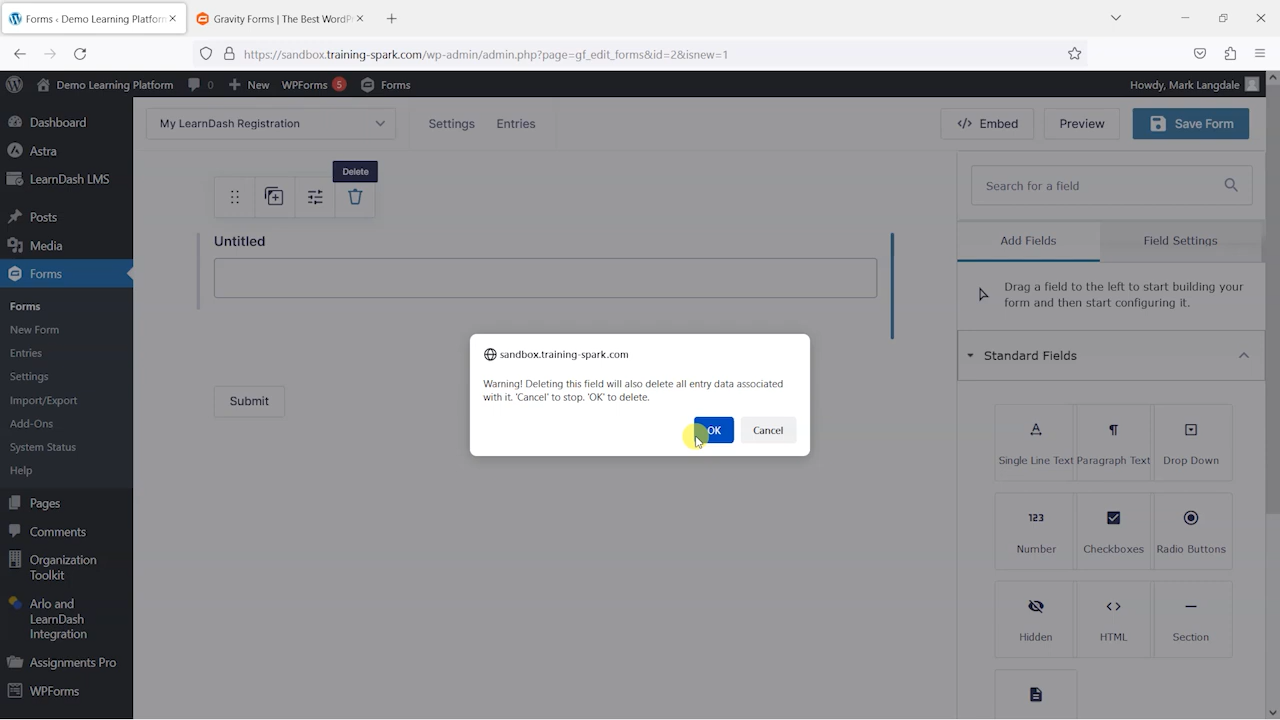 Forms ‹ Demo Learning Platform
Gravity Forms | The Best WordPr
https://sandbox.training-spark.com/wp-admin/admin.php?page=gf_edit_forms&id=2&isnew=1
Demo Learning Platform
0
New
WPForms 5
Forms
Howdy, Mark Langdale
Dashboard
Astra
LearnDash LMS
Posts
Media
Forms
Forms
New Form
Entries
Settings
Import/Export
Add-Ons
System Status
Help
Pages
Comments
Organization
Toolkit
Arlo and
LearnDash
Integration
Assignments Pro
WPForms
My LearnDash Registration
Settings
Entries
</> Embed
Preview
Save Form
Delete
Untitled
Submit
sandbox.training-spark.com
Warning! Deleting this field will also delete all entry data associated
with it. 'Cancel' to stop. 'OK' to delete.
OK
Cancel
Search for a field
Add Fields
Field Settings
Drag a field to the left to start building your
form and then start configuring it.
Standard Fields
Single Line Text
Paragraph Text
Drop Down
123
Number
Checkboxes
Radio Buttons
Hidden
HTML
Section